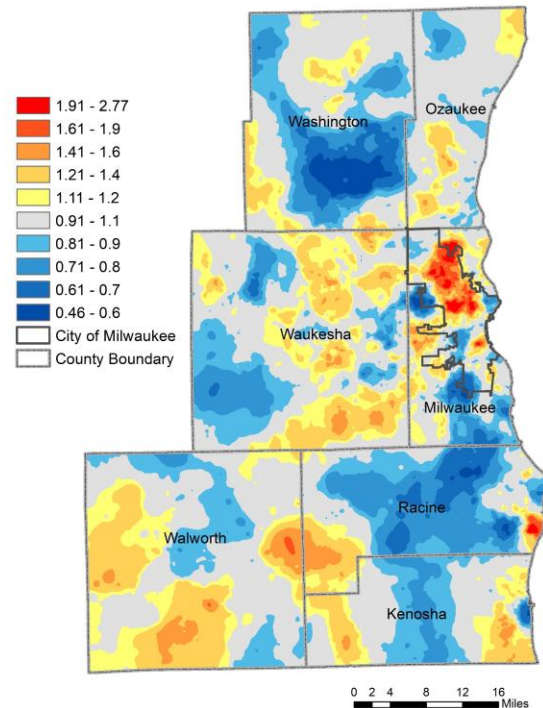 1.91 - 2.77
1.61 - 1.9
1.41 - 1.6
1.21 - 1.4
1.11 - 1.2
0.91 - 1.1
0.81 - 0.9
0.71 - 0.8
0.61 - 0.7
0.46 - 0.6
City of Milwaukee
County Boundary
Ozaukee
Washington
Waukesha
Milwaukee
Racine
Walworth
Kenosha
0 2 4 8 12 16
Miles